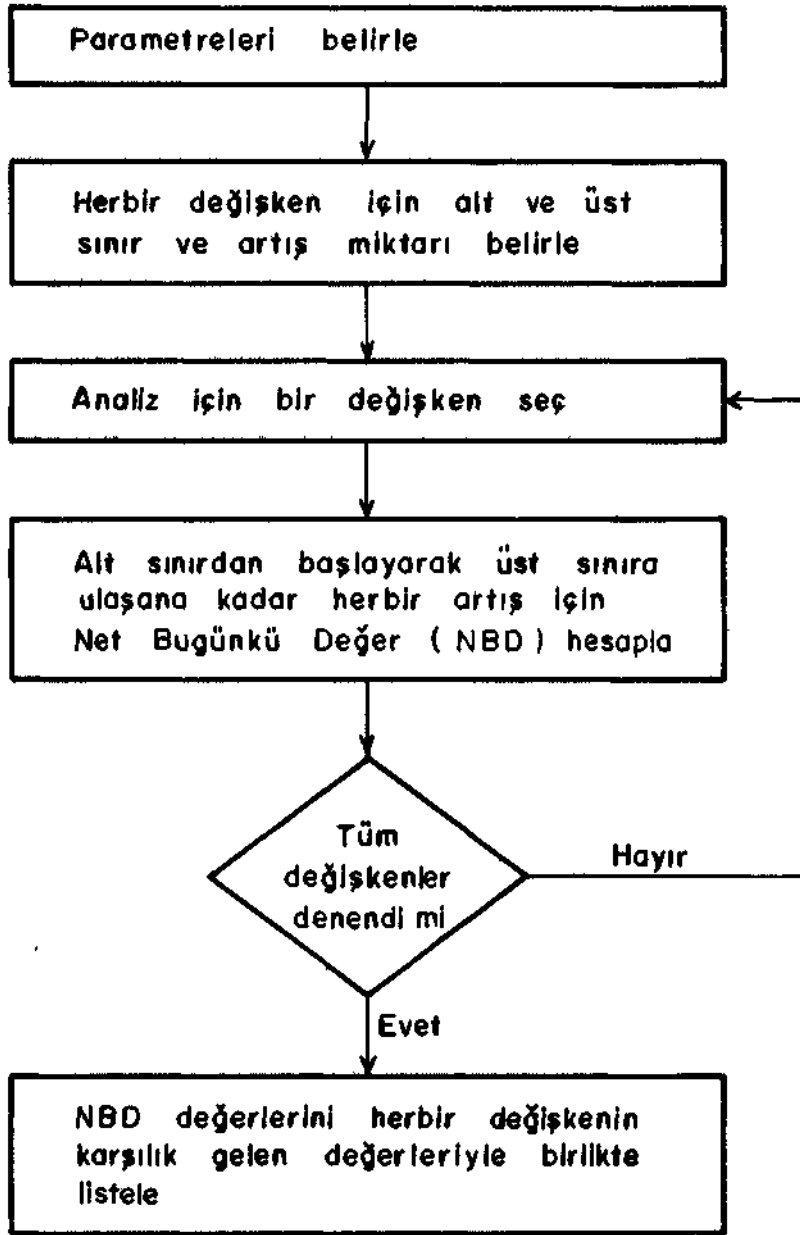 Parametreleri belirle
Herbir değişken için alt ve üst
sınır ve artış miktarı belirle
Analiz için bir değişken seç
Alt sınırdan başlayarak üst sınıra
ulaşana kadar herbir artış için
Net Bugünkü Değer ( NBD ) hesapla
Tüm
değişkenler
denendi mi
Hayır
Evet
NBD değerlerini herbir değişkenin
karşılık gelen değerleriyle birlikte
listele